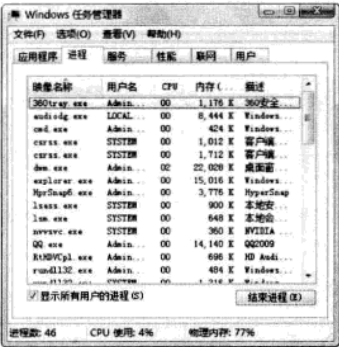 Windows 任务管理器
文件(F) 选项(O) 查看(V) 帮助(H)
应用程序 进程 服务 性能 联网 用户
映像名称 用户名 CPU 内存(... 描述
360tray.exe Admin... 00 1,176 K 360安全...
audiodg.exe LOCAL... 00 8,444 K Windows...
cmd.exe Admin... 00 424 K Windows...
csrss.exe SYSTEM 00 1,012 K 客户端...
csrss.exe SYSTEM 00 1,712 K 客户端...
dwm.exe Admin... 02 22,028 K 桌面窗...
explorer.exe Admin... 00 15,016 K Windows...
HprSnap6.exe Admin... 00 3,776 K HyperSnap
lsass.exe SYSTEM 00 900 K 本地安...
lsm.exe SYSTEM 00 648 K 本地会...
nvvsvc.exe SYSTEM 00 360 K NVIDIA ...
QQ.exe Admin... 00 14,140 K QQ2009
RtHDVCpl.exe Admin... 00 696 K HD Audi...
rundll32.exe Admin... 00 484 K Windows...
显示所有用户的进程(S) 结束进程(E)
进程数: 46 CPU 使用: 4% 物理内存: 77%